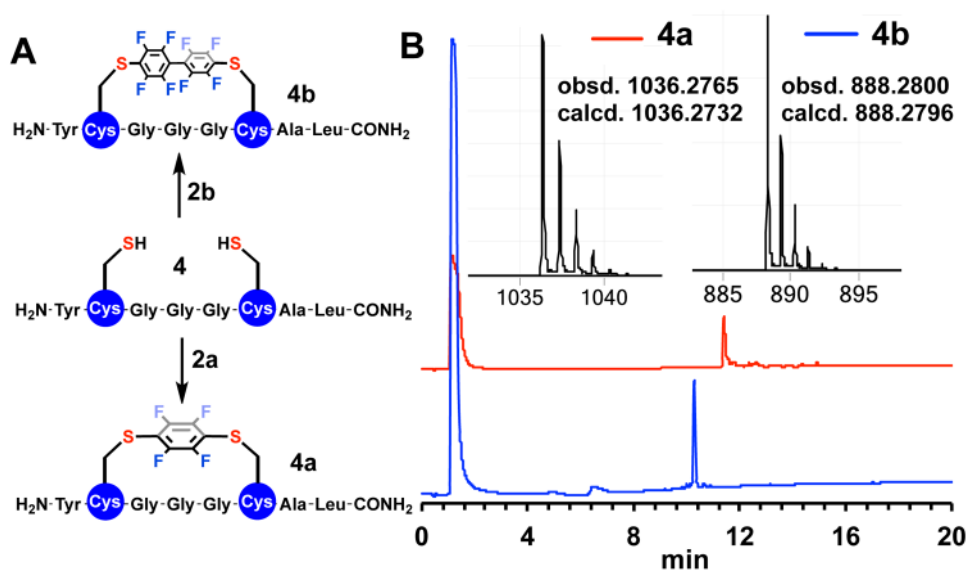 A
F F F F
S S
F F F F
4b
H₂N-Tyr-Cys-Gly-Gly-Gly-Cys-Ala-Leu-CONH₂
2b
SH HS
4
H₂N-Tyr-Cys-Gly-Gly-Gly-Cys-Ala-Leu-CONH₂
2a
F F
S S
F F
4a
H₂N-Tyr-Cys-Gly-Gly-Gly-Cys-Ala-Leu-CONH₂
B
4a
obsd. 1036.2765
calcd. 1036.2732
1035 1040
4b
obsd. 888.2800
calcd. 888.2796
885 890 895
0 4 8 12 16 20
min